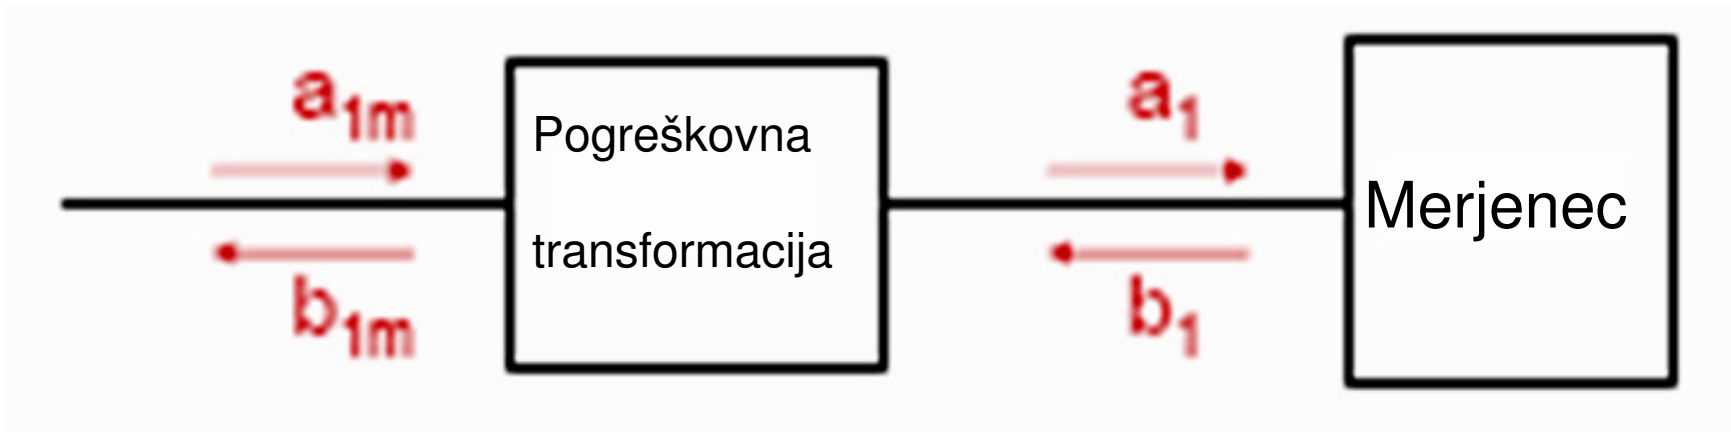 a1m
a1
Pogreškovna
transformacija
Merjenec
b1m
b1